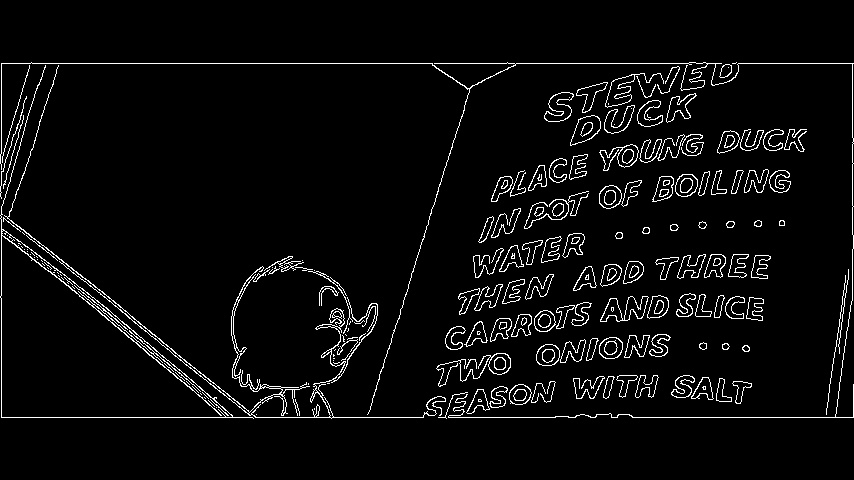 STEWED
DUCK
PLACE YOUNG DUCK
IN POT OF BOILING
WATER . . . . . . .
THEN ADD THREE
CARROTS AND SLICE
TWO ONIONS . . .
SEASON WITH SALT